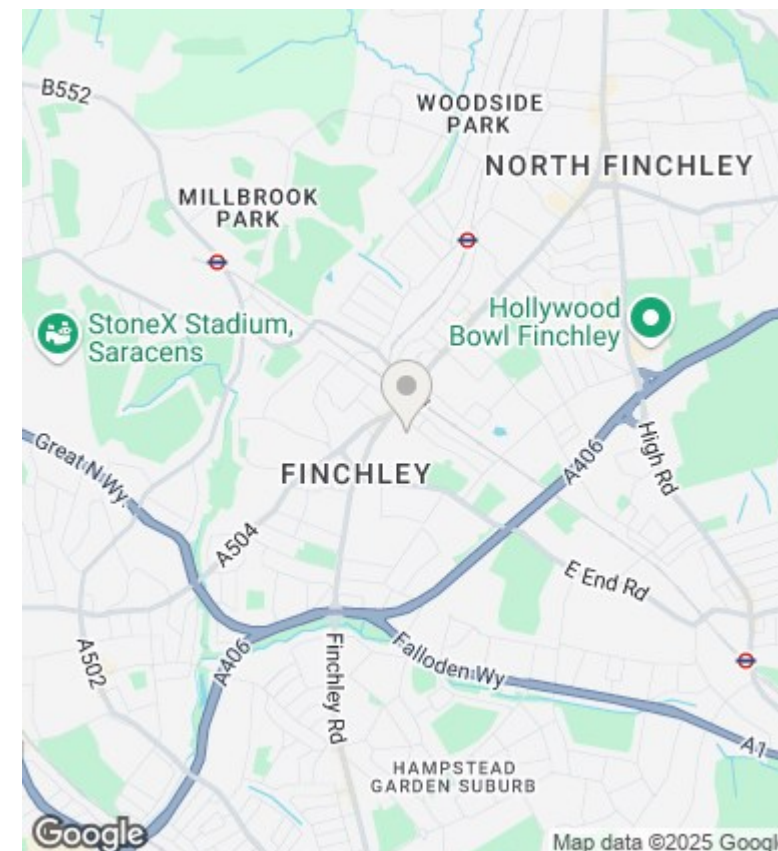 B552
WOODSIDE
PARK
NORTH FINCHLEY
MILLBROOK
PARK
StoneX Stadium,
Saracens
Hollywood
Bowl Finchley
Great N Wy.
FINCHLEY
A406
High Rd
A504
E End Rd
A502
A406
Finchley Rd
Falloden Wy
A1
HAMPSTEAD
GARDEN SUBURB
Google
Map data ©2025 Googl